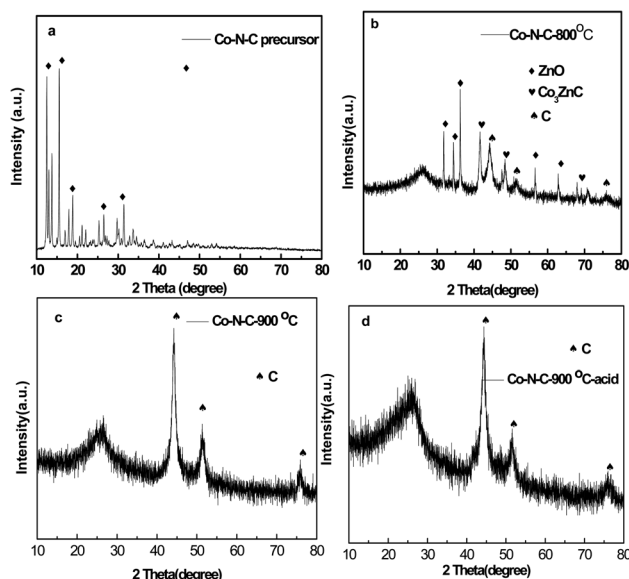 a
Co-N-C precursor
Intensity (a.u.)
10 20 30 40 50 60 70 80
2 Theta (degree)
b
Co-N-C-800°C
♦ ZnO
♥ Co₃ZnC
♠ C
Intensity (a.u.)
10 20 30 40 50 60 70 80
2 Theta(degree)
c
Co-N-C-900 °C
♠ C
Intensity(a.u.)
10 20 30 40 50 60 70 80
2 Theta(degree)
d
♠ C
Co-N-C-900 °C-acid
Intensity(a.u.)
10 20 30 40 50 60 70 80
2 Theta(degree)